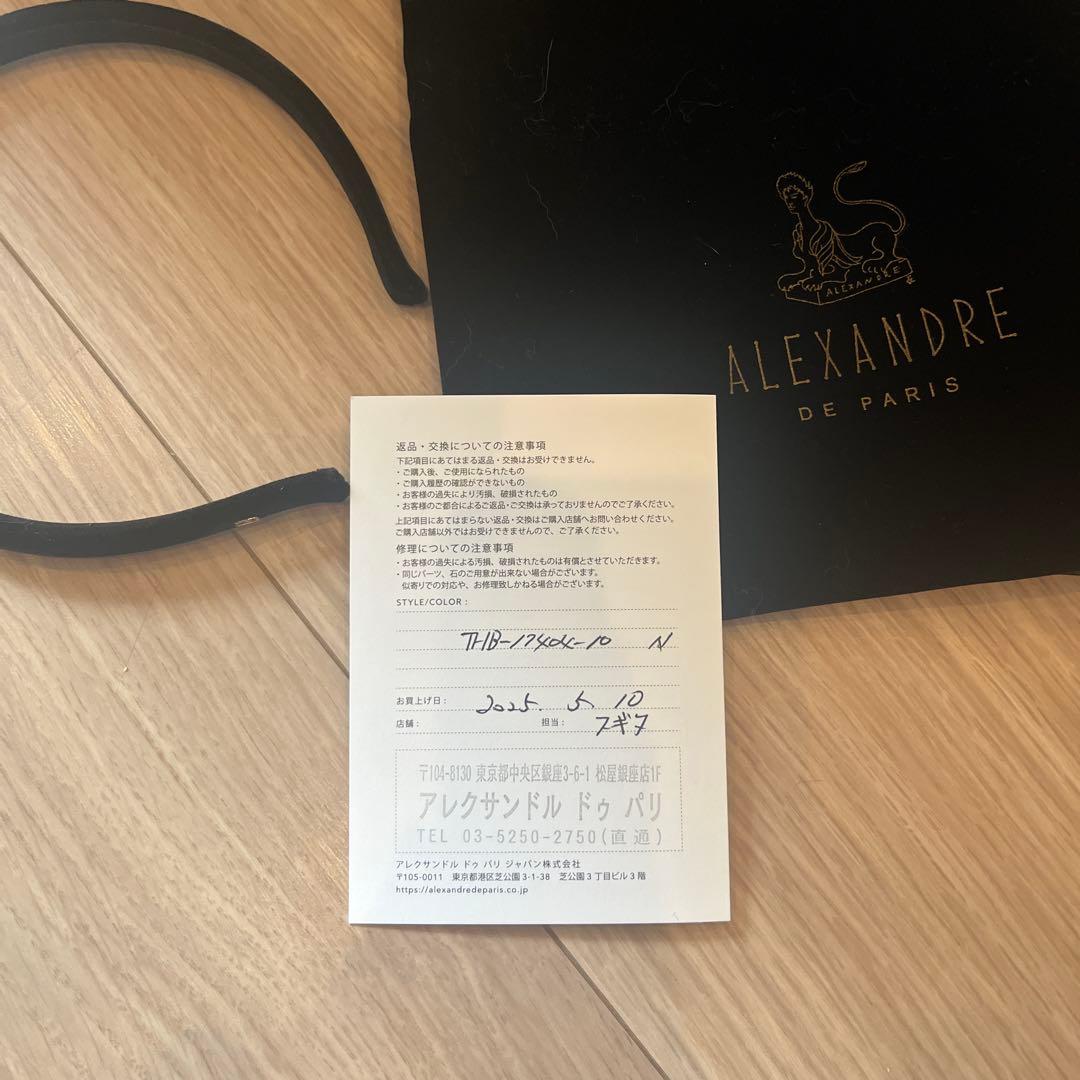 ALEXANDRE
ALEXANDRE
DE PARIS
返品・交換についての注意事項
下記項目にあてはまる返品・交換はお受けできません。
・ご購入後、ご使用になられたもの
・ご購入履歴の確認ができないもの
・お客様の過失により汚損、破損されたもの
・お客様のご都合によるご返品・ご交換は承っておりませんのでご了承ください。
上記項目にあてはまらない返品・交換はご購入店舗へお問い合わせください。
ご購入店舗以外ではお受けできませんので、ご了承ください。
修理についての注意事項
・お客様の過失による汚損、破損されたものは有償とさせていただきます。
・同じパーツ、石のご用意が出来ない場合がございます。
似寄りでの対応や、お修理致しかねる場合がございます。
STYLE/COLOR :
THB-17404-10 N
お買上げ日: 2025. 5. 10
店舗: 担当:
〒104-8130 東京都中央区銀座3-6-1 松屋銀座店1F
アレクサンドル ドゥ パリ
TEL 03-5250-2750(直通)
アレクサンドル ドゥ パリ ジャパン株式会社
〒105-0011 東京都港区芝公園3-1-38 芝公園3丁目ビル3階
https://alexandredeparis.co.jp